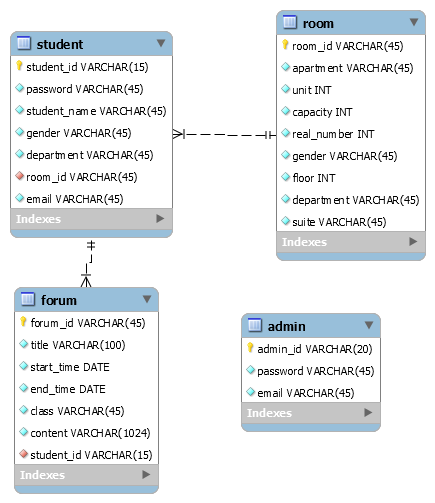 student
student_id VARCHAR(15)
password VARCHAR(45)
student_name VARCHAR(45)
gender VARCHAR(45)
department VARCHAR(45)
room_id VARCHAR(45)
email VARCHAR(45)
Indexes
room
room_id VARCHAR(45)
apartment VARCHAR(45)
unit INT
capacity INT
real_number INT
gender VARCHAR(45)
floor INT
department VARCHAR(45)
suite VARCHAR(45)
Indexes
forum
forum_id VARCHAR(45)
title VARCHAR(100)
start_time DATE
end_time DATE
class VARCHAR(45)
content VARCHAR(1024)
student_id VARCHAR(15)
Indexes
admin
admin_id VARCHAR(20)
password VARCHAR(45)
email VARCHAR(45)
Indexes